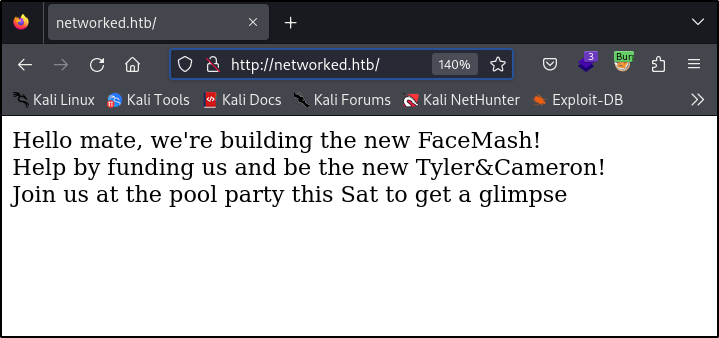 networked.htb/
http://networked.htb/ 140% 3 Bur
Kali Linux Kali Tools Kali Docs Kali Forums Kali NetHunter Exploit-DB
Hello mate, we're building the new FaceMash!
Help by funding us and be the new Tyler&Cameron!
Join us at the pool party this Sat to get a glimpse